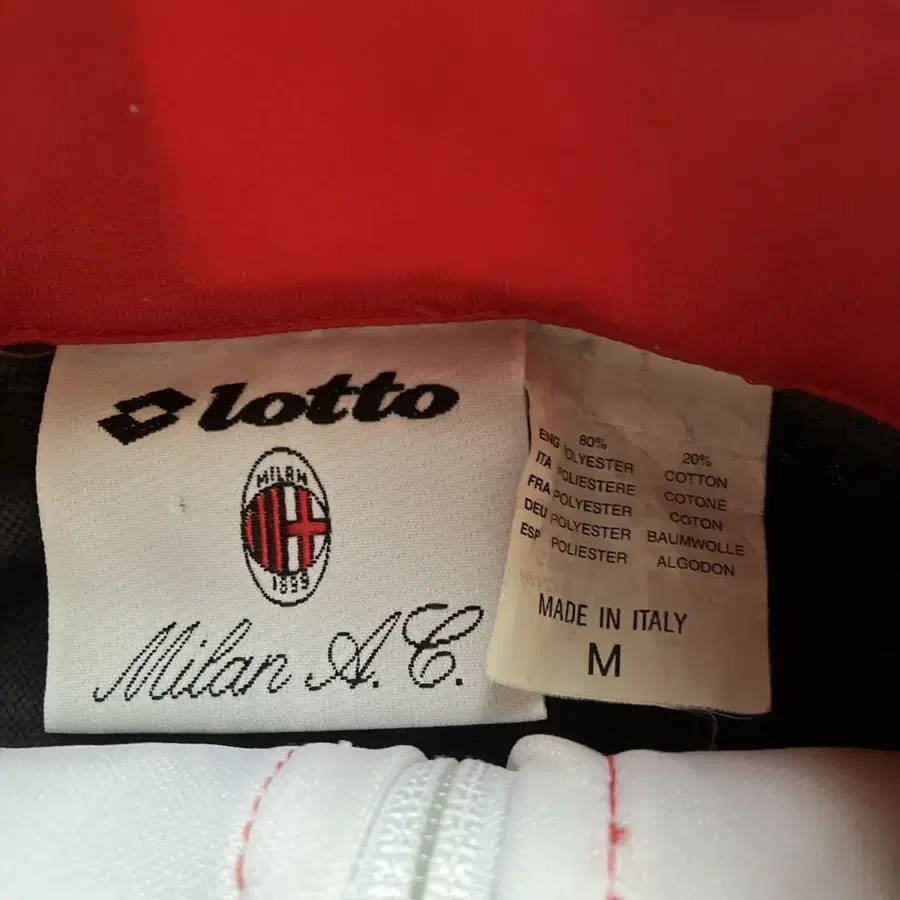 lotto
MILAN
1899
Milan A.C.
80% 20%
ENG POLYESTER COTTON
ITA POLIESTERE COTONE
FRA POLYESTER COTON
DEU POLYESTER BAUMWOLLE
ESP POLIESTER ALGODON
MADE IN ITALY
M